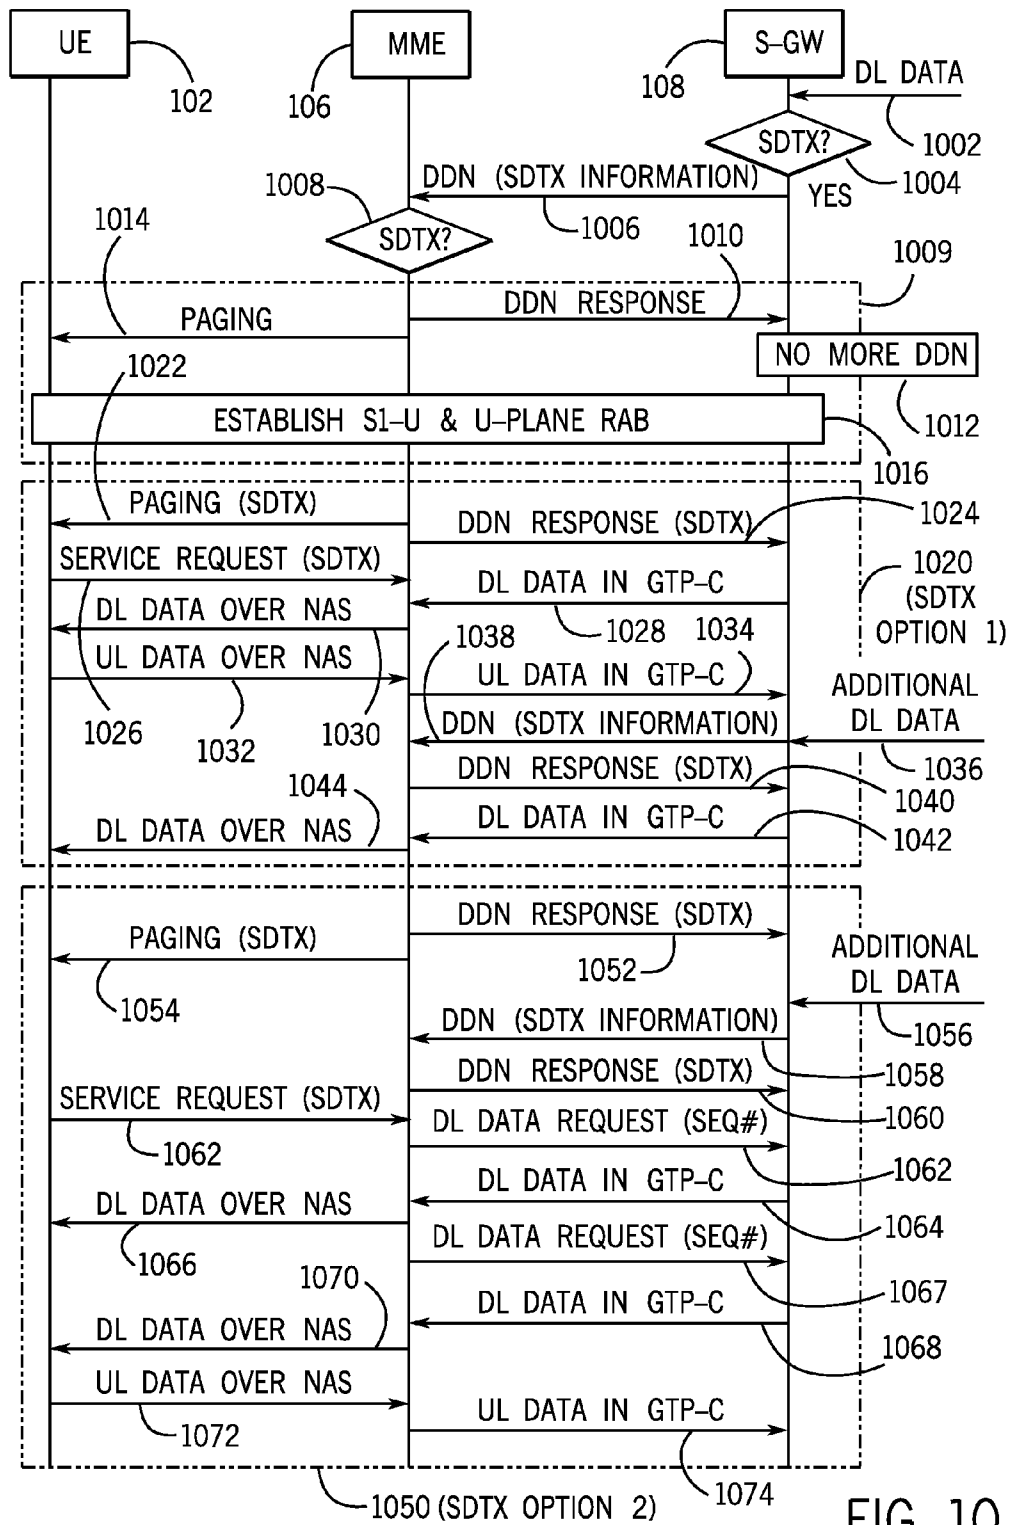 UE
MME
S-GW
102
106
108
DL DATA
1002
SDTX?
1004
YES
DDN (SDTX INFORMATION)
1006
1008
SDTX?
1014
1010
1009
PAGING
DDN RESPONSE
NO MORE DDN
1012
1022
ESTABLISH S1-U & U-PLANE RAB
1016
PAGING (SDTX)
DDN RESPONSE (SDTX)
1024
SERVICE REQUEST (SDTX)
DL DATA IN GTP-C
1020
(SDTX
OPTION 1)
DL DATA OVER NAS
1038
1028
1034
UL DATA OVER NAS
UL DATA IN GTP-C
1026
1032
1030
DDN (SDTX INFORMATION)
ADDITIONAL
DL DATA
1036
DDN RESPONSE (SDTX)
1040
1044
DL DATA OVER NAS
DL DATA IN GTP-C
1042
DDN RESPONSE (SDTX)
1052
PAGING (SDTX)
1054
ADDITIONAL
DL DATA
1056
DDN (SDTX INFORMATION)
1058
DDN RESPONSE (SDTX)
1060
SERVICE REQUEST (SDTX)
1062
DL DATA REQUEST (SEQ#)
1062
DL DATA IN GTP-C
1064
DL DATA OVER NAS
1066
DL DATA REQUEST (SEQ#)
1067
1070
DL DATA IN GTP-C
1068
DL DATA OVER NAS
UL DATA OVER NAS
1072
UL DATA IN GTP-C
1074
1050 (SDTX OPTION 2)
FIG. 10